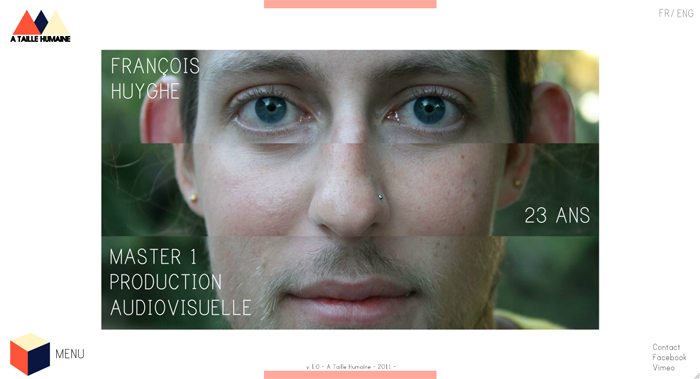 A TAILLE HUMAINE
FR / ENG
FRANÇOIS
HUYGHE
23 ANS
MASTER 1
PRODUCTION
AUDIOVISUELLE
MENU
v 1.0 - A Taille Humaine - 2011 -
Contact
Facebook
Vimeo